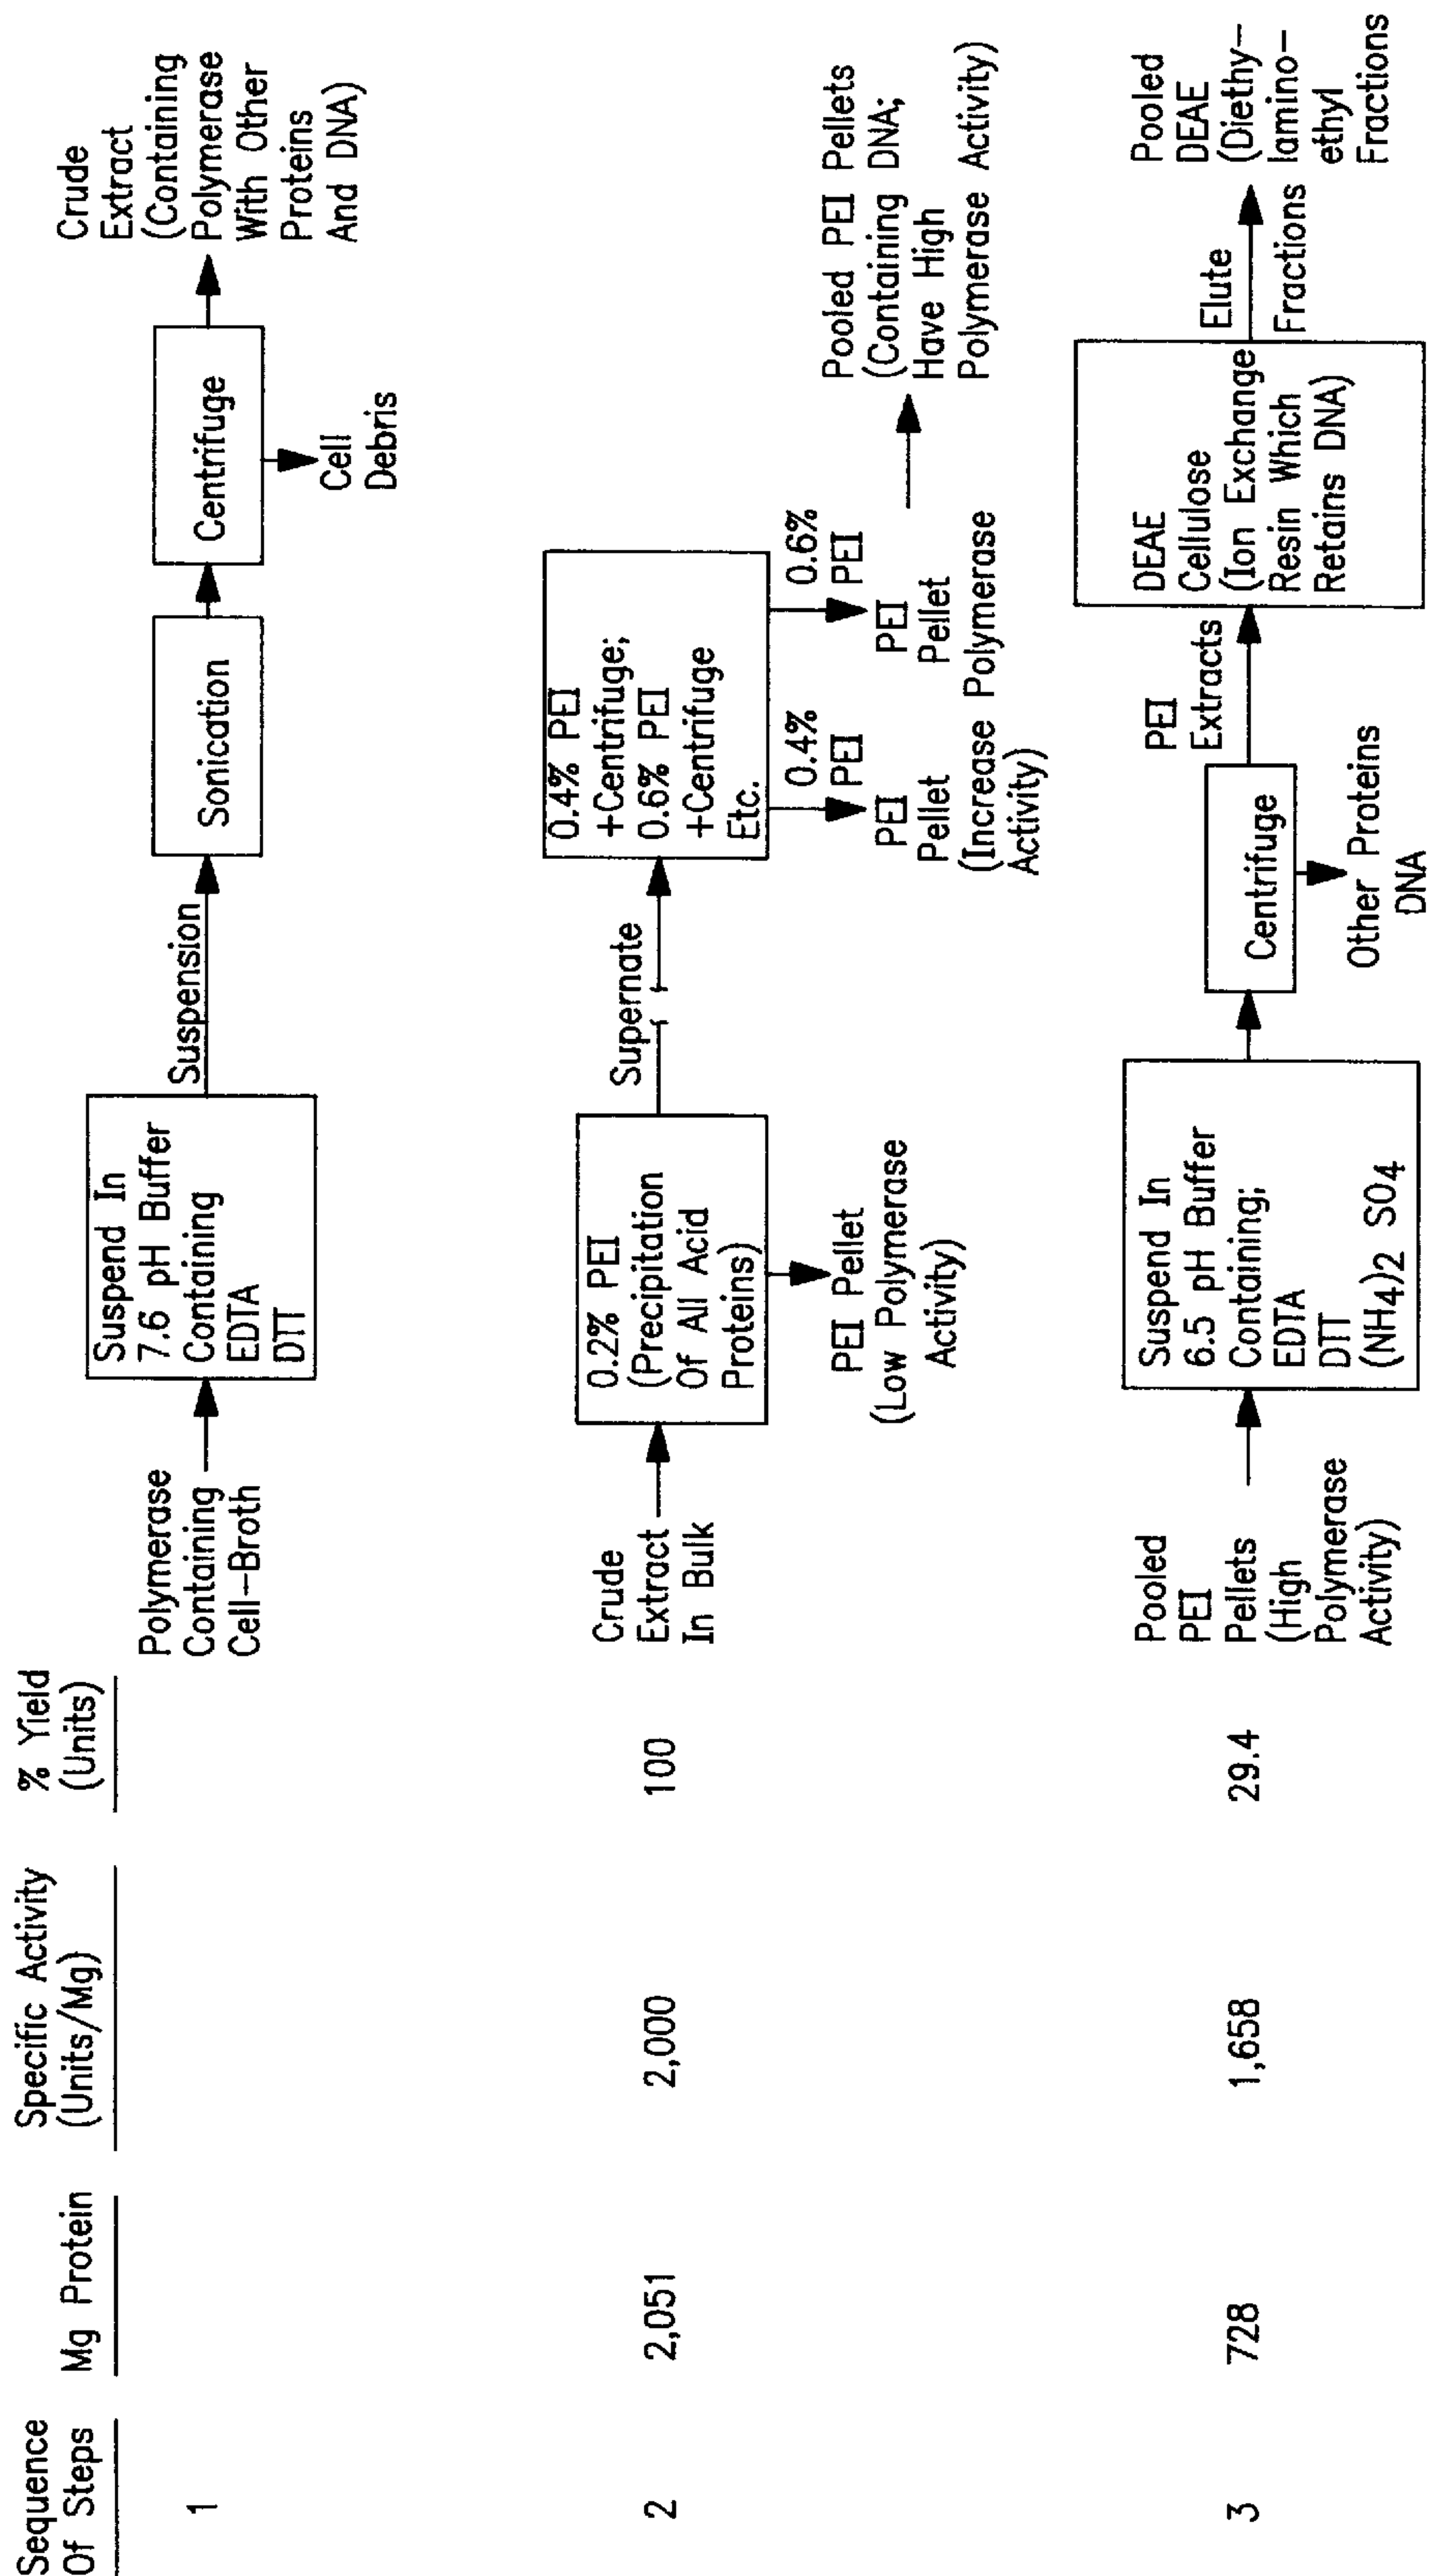 Sequence
Of Steps
Mg Protein
Specific Activity
(Units/Mg)
% Yield
(Units)
1
Polymerase
Containing
Cell-Broth
Suspend In
7.6 pH Buffer
Containing
EDTA
DTT
Suspension
Sonication
Centrifuge
Cell
Debris
Crude
Extract
(Containing
Polymerase
With Other
Proteins
And DNA)
2
2,051
2,000
100
Crude
Extract
In Bulk
0.2% PEI
(Precipitation
Of All Acid
Proteins)
PEI Pellet
(Low Polymerase
Activity)
Supernate
0.4% PEI
+Centrifuge;
0.6% PEI
+Centrifuge
Etc.
0.4%
PEI
PEI
Pellet
0.6%
PEI
PEI
Pellet
(Increase Polymerase
Activity)
Pooled PEI Pellets
(Containing DNA;
Have High
Polymerase Activity)
3
728
1,658
29.4
Pooled
PEI
Pellets
(High
Polymerase
Activity)
Suspend In
6.5 pH Buffer
Containing;
EDTA
DTT
(NH4)2 SO4
Centrifuge
Other Proteins
DNA
PEI
Extracts
DEAE
Cellulose
(Ion Exchange
Resin Which
Retains DNA)
Elute
Fractions
Pooled
DEAE
(Diethy-
lamino-
ethyl
Fractions